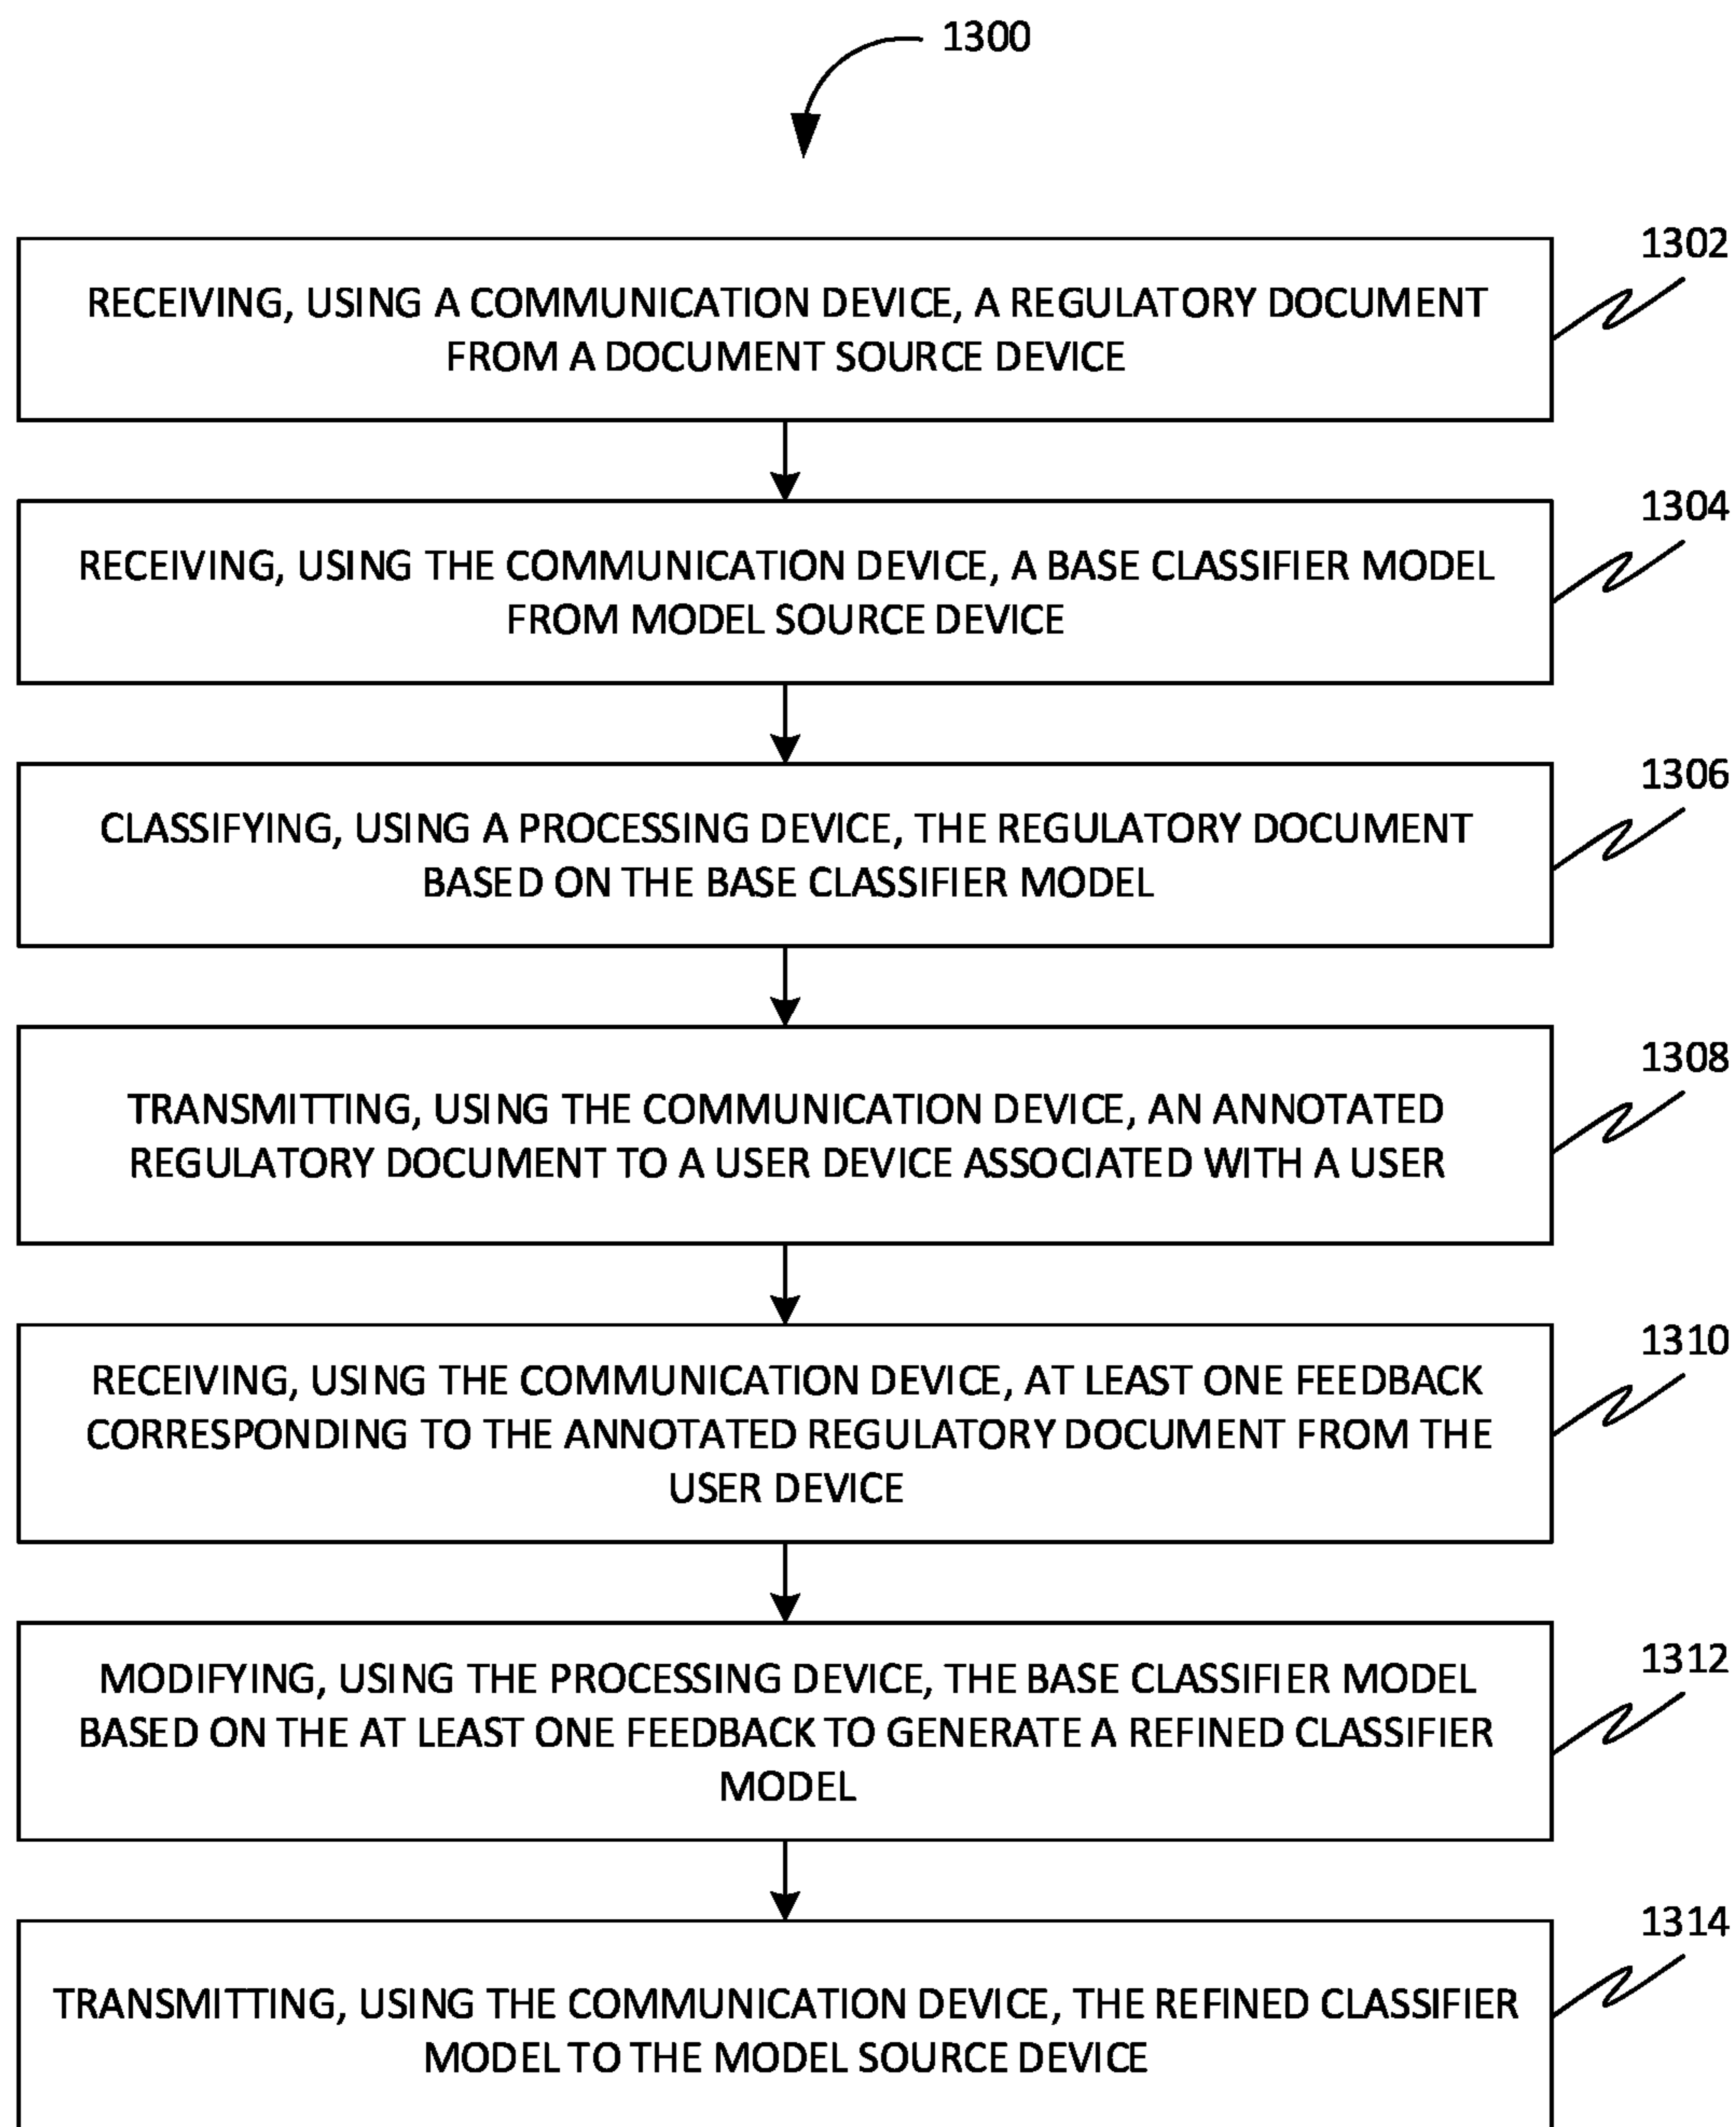 1300
1302
RECEIVING, USING A COMMUNICATION DEVICE, A REGULATORY DOCUMENT
FROM A DOCUMENT SOURCE DEVICE
1304
RECEIVING, USING THE COMMUNICATION DEVICE, A BASE CLASSIFIER MODEL
FROM MODEL SOURCE DEVICE
1306
CLASSIFYING, USING A PROCESSING DEVICE, THE REGULATORY DOCUMENT
BASED ON THE BASE CLASSIFIER MODEL
1308
TRANSMITTING, USING THE COMMUNICATION DEVICE, AN ANNOTATED
REGULATORY DOCUMENT TO A USER DEVICE ASSOCIATED WITH A USER
1310
RECEIVING, USING THE COMMUNICATION DEVICE, AT LEAST ONE FEEDBACK
CORRESPONDING TO THE ANNOTATED REGULATORY DOCUMENT FROM THE
USER DEVICE
1312
MODIFYING, USING THE PROCESSING DEVICE, THE BASE CLASSIFIER MODEL
BASED ON THE AT LEAST ONE FEEDBACK TO GENERATE A REFINED CLASSIFIER
MODEL
1314
TRANSMITTING, USING THE COMMUNICATION DEVICE, THE REFINED CLASSIFIER
MODEL TO THE MODEL SOURCE DEVICE